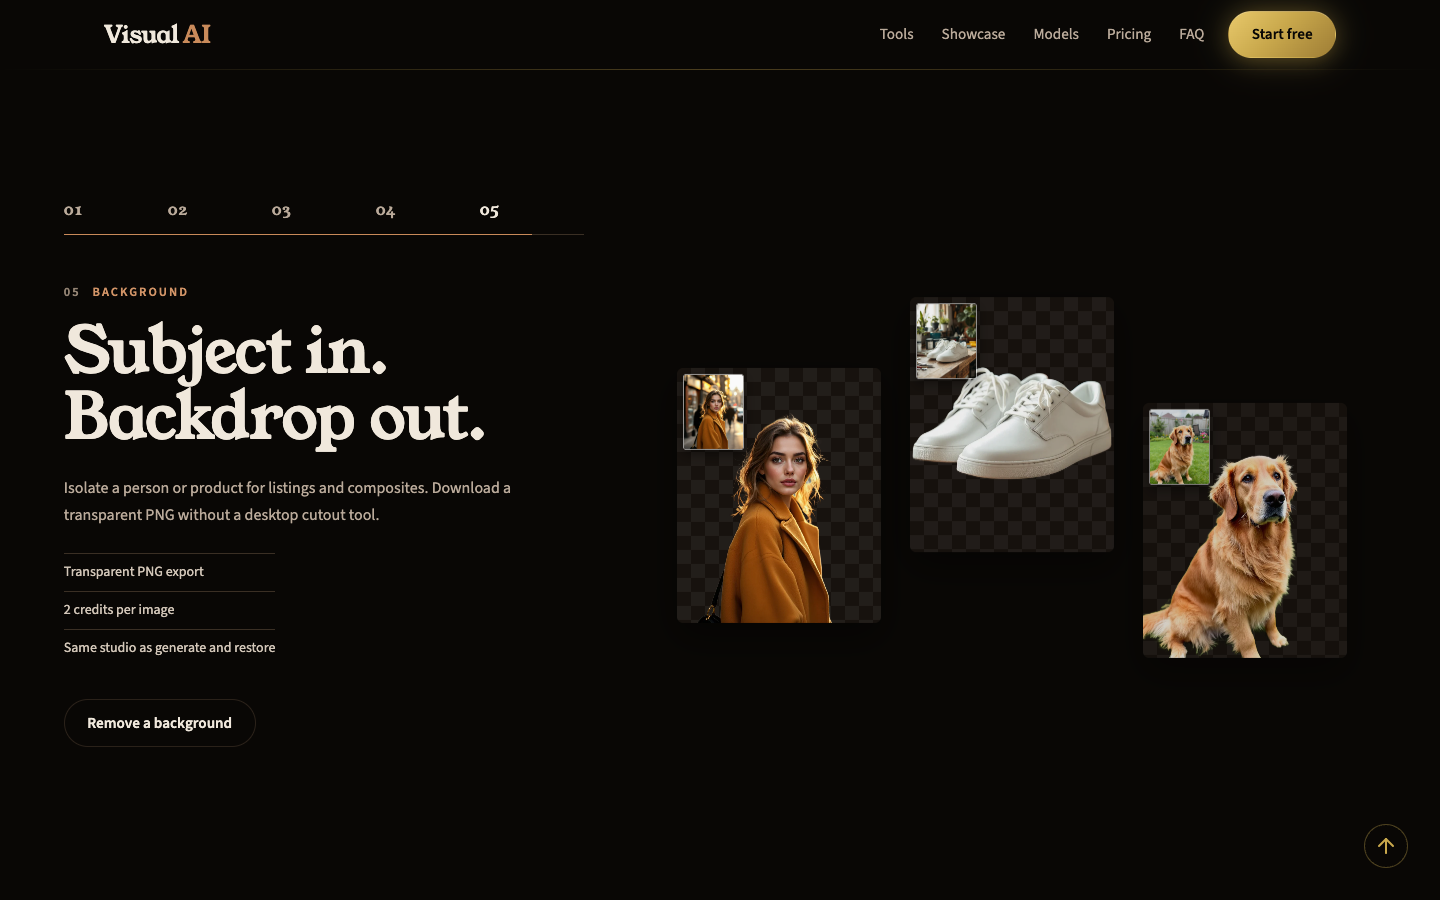 Visual AI
Tools
Showcase
Models
Pricing
FAQ
Start free
01
02
03
04
05
05 BACKGROUND
Subject in.
Backdrop out.
Isolate a person or product for listings and composites. Download a
transparent PNG without a desktop cutout tool.
Transparent PNG export
2 credits per image
Same studio as generate and restore
Remove a background